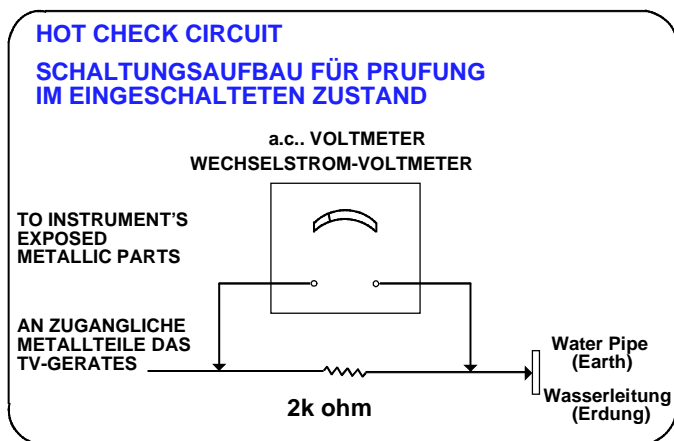 HOT CHECK CIRCUIT
SCHALTUNGSAUFBAU FÜR PRUFUNG
IM EINGESCHALTETEN ZUSTAND
a.c.. VOLTMETER
WECHSELSTROM-VOLTMETER
TO INSTRUMENT'S
EXPOSED
METALLIC PARTS
AN ZUGANGLICHE
METALLTEILE DAS
TV-GERATES
2k ohm
Water Pipe
(Earth)
Wasserleitung
(Erdung)